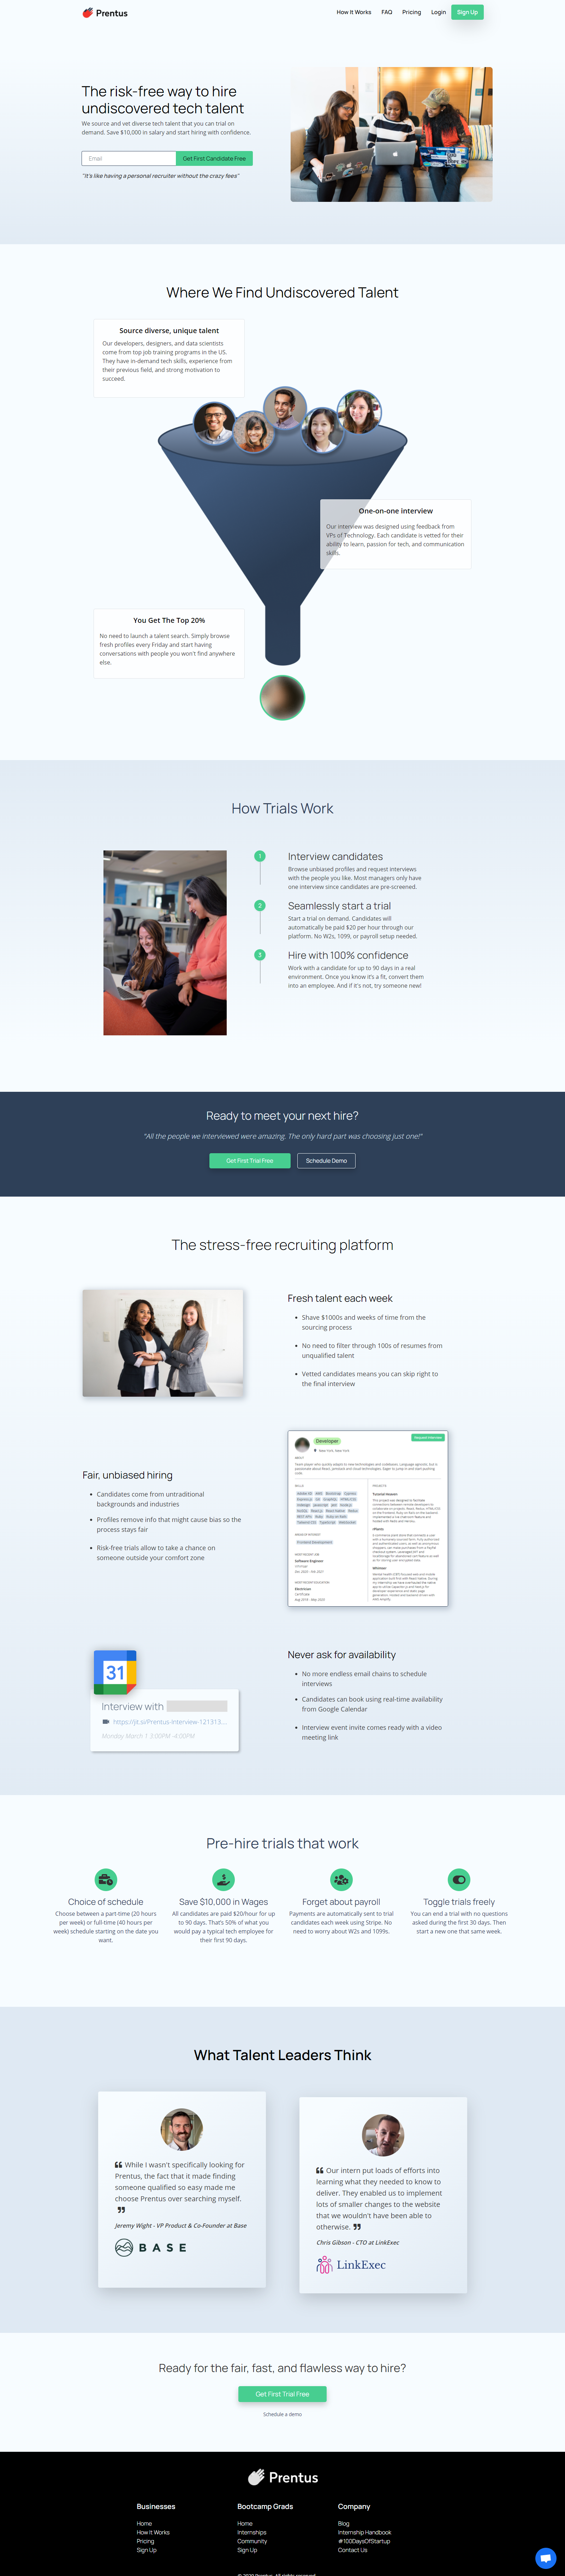 Prentus
How It Works
FAQ
Pricing
Login
Sign Up
The risk-free way to hire
undiscovered tech talent
We source and vet diverse tech talent that you can trial on
demand. Save $10,000 in salary and start hiring with confidence.
Email
Get First Candidate Free
"It's like having a personal recruiter without the crazy fees"
Where We Find Undiscovered Talent
Source diverse, unique talent
Our developers, designers, and data scientists
come from top job training programs in the US.
They have in-demand tech skills, experience from
their previous field, and strong motivation to
succeed.
One-on-one interview
Our interview was designed using feedback from
VPs of Technology. Each candidate is vetted for their
ability to learn, passion for tech, and communication
skills.
You Get The Top 20%
No need to launch a talent search. Simply browse
fresh profiles every Friday and start having
conversations with people you won't find anywhere
else.
How Trials Work
1
Interview candidates
Browse unbiased profiles and request interviews
with the people you like. Most managers only have
one interview since candidates are pre-screened.
2
Seamlessly start a trial
Start a trial on demand. Candidates will
automatically be paid $20 per hour through our
platform. No W2s, 1099, or payroll setup needed.
3
Hire with 100% confidence
Work with a candidate for up to 90 days in a real
environment. Once you know it's a fit, convert them
into an employee. And if it's not, try someone new!
Ready to meet your next hire?
"All the people we interviewed were amazing. The only hard part was choosing just one!"
Get First Trial Free
Schedule Demo
The stress-free recruiting platform
Fresh talent each week
• Shave $1000s and weeks of time from the
sourcing process
• No need to filter through 100s of resumes from
unqualified talent
• Vetted candidates means you can skip right to
the final interview
Fair, unbiased hiring
• Candidates come from untraditional
backgrounds and industries
• Profiles remove info that might cause bias so the
process stays fair
• Risk-free trials allow to take a chance on
someone outside your comfort zone
Developer
Request Interview
New York, New York
Software Engineer
Electrician
31
Interview with
https://jit.si/Prentus-Interview-121313...
Monday March 1 3:00PM -4:00PM
Never ask for availability
• No more endless email chains to schedule
interviews
• Candidates can book using real-time availability
from Google Calendar
• Interview event invite comes ready with a video
meeting link
Pre-hire trials that work
Choice of schedule
Choose between a part-time (20 hours
per week) or full-time (40 hours per
week) schedule starting on the date you
want.
Save $10,000 in Wages
All candidates are paid $20/hour for up
to 90 days. That's 50% of what you
would pay a typical tech employee for
their first 90 days.
Forget about payroll
Payments are automatically sent to trial
candidates each week using Stripe. No
need to worry about W2s and 1099s.
Toggle trials freely
You can end a trial with no questions
asked during the first 30 days. Then
start a new one that same week.
What Talent Leaders Think
While I wasn't specifically looking for
Prentus, the fact that it made finding
someone qualified so easy made me
choose Prentus over searching myself.
Jeremy Wight - VP Product & Co-Founder at Base
BASE
Our intern put loads of efforts into
learning what they needed to know to
deliver. They enabled us to implement
lots of smaller changes to the website
that we wouldn't have been able to
otherwise.
Chris Gibson - CTO at LinkExec
LinkExec
Ready for the fair, fast, and flawless way to hire?
Get First Trial Free
Schedule a demo
Prentus
Businesses
Home
How It Works
Pricing
Sign Up
Bootcamp Grads
Home
Internships
Community
Sign Up
Company
Blog
Internship Handbook
#100DaysOfStartup
Contact Us